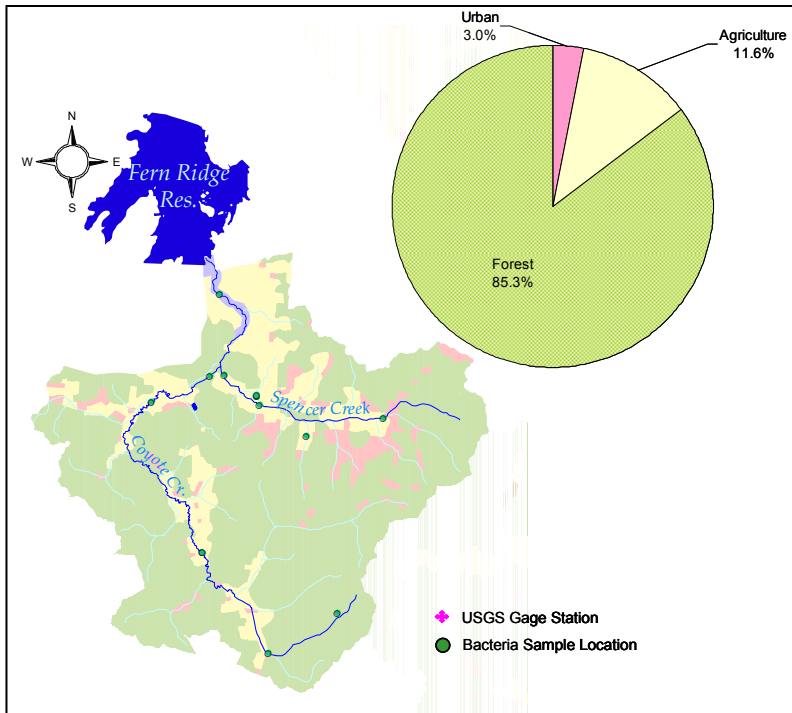 Urban
3.0%
Agriculture
11.6%
N
W
E
S
Fern Ridge
Res.
Forest
85.3%
Spencer Creek
Coyote Cr.
USGS Gage Station
Bacteria Sample Location